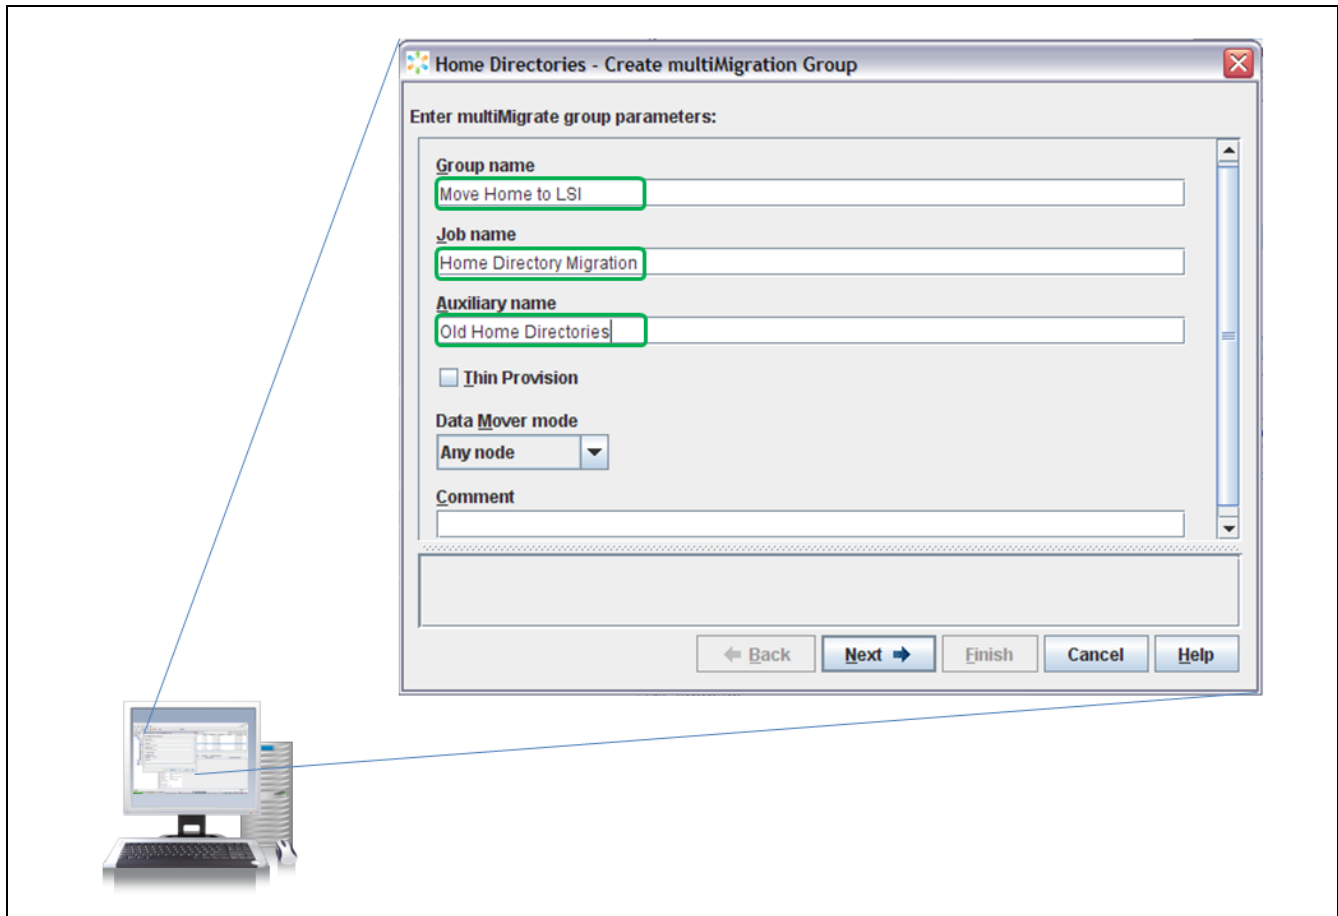 Home Directories - Create multiMigration Group
Enter multiMigrate group parameters:
Group name
Move Home to LSI
Job name
Home Directory Migration
Auxiliary name
Old Home Directories
Thin Provision
Data Mover mode
Any node
Comment
Back Next Finish Cancel Help